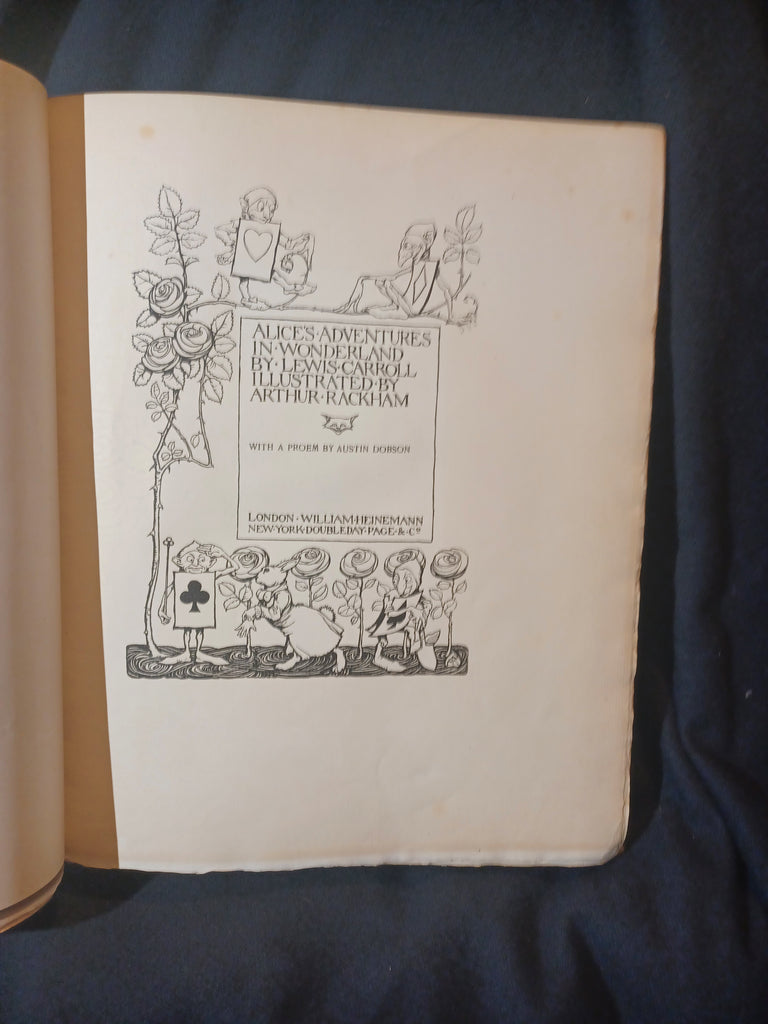 ALICE'S·ADVENTURES
IN·WONDERLAND
BY·LEWIS·CARROLL
ILLUSTRATED·BY
ARTHUR·RACKHAM
WITH A PROEM BY AUSTIN DOBSON
LONDON·WILLIAM·HEINEMANN
NEW·YORK·DOUBLEDAY·PAGE·&·Co